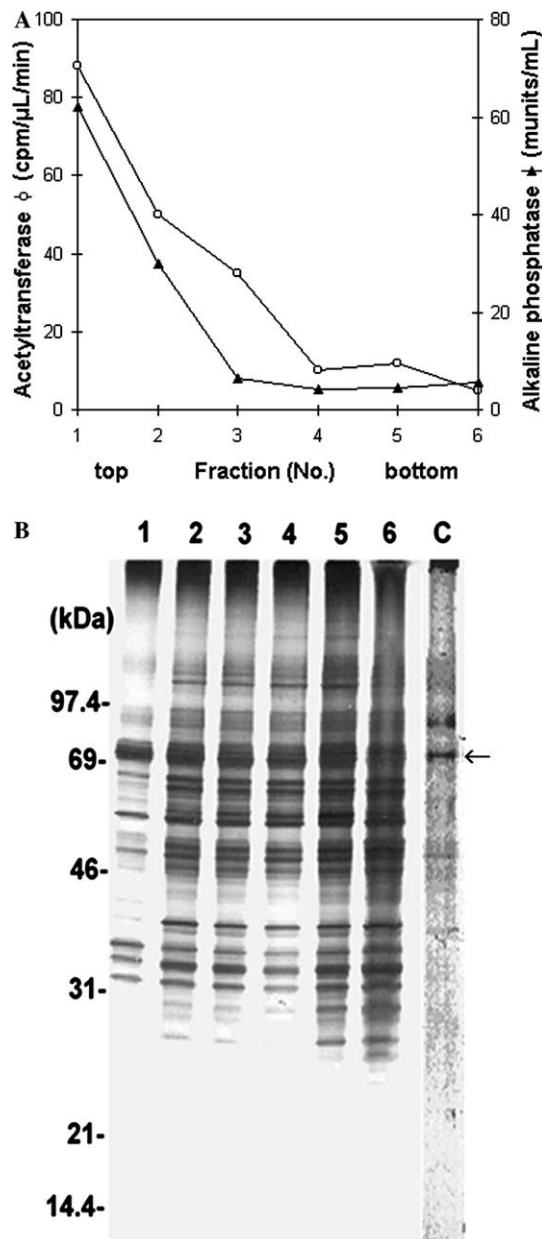 A
100
80
60
40
20
0
80
60
40
20
0
Acetyltransferase (cpm/µL/min)
Alkaline phosphatase (munits/mL)
1 2 3 4 5 6
top Fraction (No.) bottom
B
1 2 3 4 5 6 C
(kDa)
97.4-
69-
46-
31-
21-
14.4-